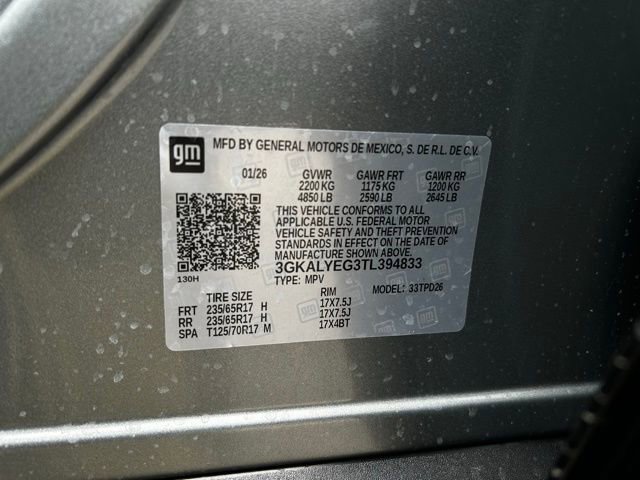 gm MFD BY GENERAL MOTORS DE MEXICO, S. DE R.L. DE C.V.
01/26 GVWR GAWR FRT GAWR RR
2200 KG 1175 KG 1200 KG
4850 LB 2590 LB 2645 LB
THIS VEHICLE CONFORMS TO ALL
APPLICABLE U.S. FEDERAL MOTOR
VEHICLE SAFETY, BUMPER, AND THEFT
PREVENTION STANDARDS IN
EFFECT ON THE DATE OF
MANUFACTURE SHOWN ABOVE.
3GKALYEG3TL394833
130H TYPE: MPV MODEL: 33TPD26
TIRE SIZE RIM
FRT 235/65R17 H 17X7.5J
RR 235/65R17 H 17X7.5J
SPA T125/70R17 M 17X4BT